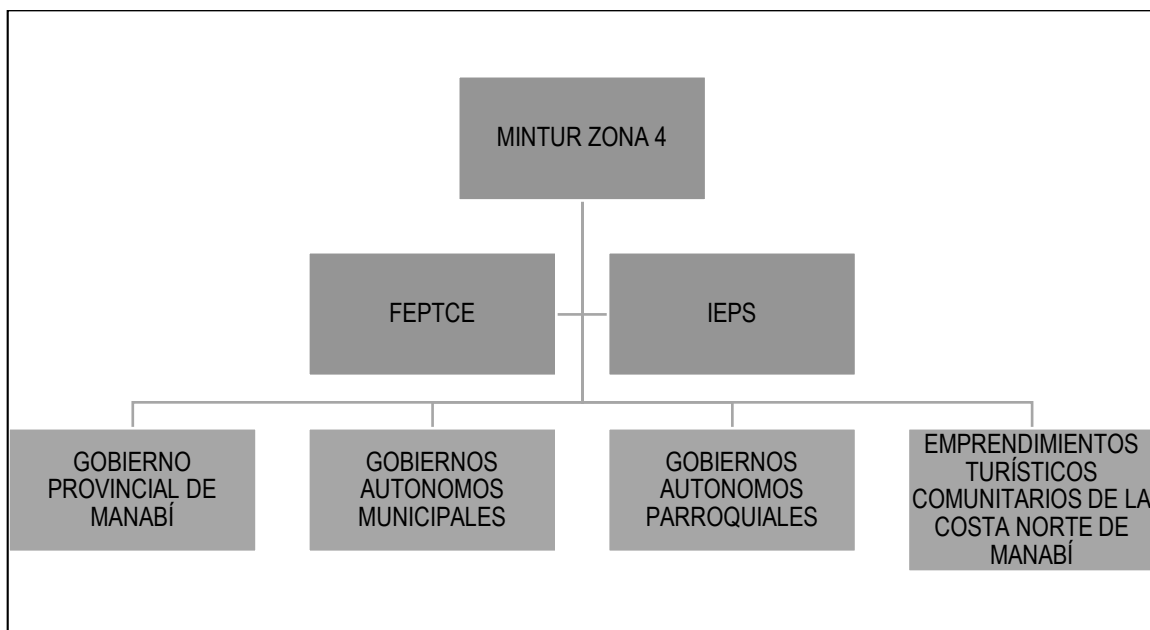 MINTUR ZONA 4
FEPTCE
IEPS
GOBIERNO
PROVINCIAL DE
MANABÍ
GOBIERNOS
AUTONOMOS
MUNICIPALES
GOBIERNOS
AUTONOMOS
PARROQUIALES
EMPRENDIMIENTOS
TURÍSTICOS
COMUNITARIOS DE LA
COSTA NORTE DE
MANABÍ